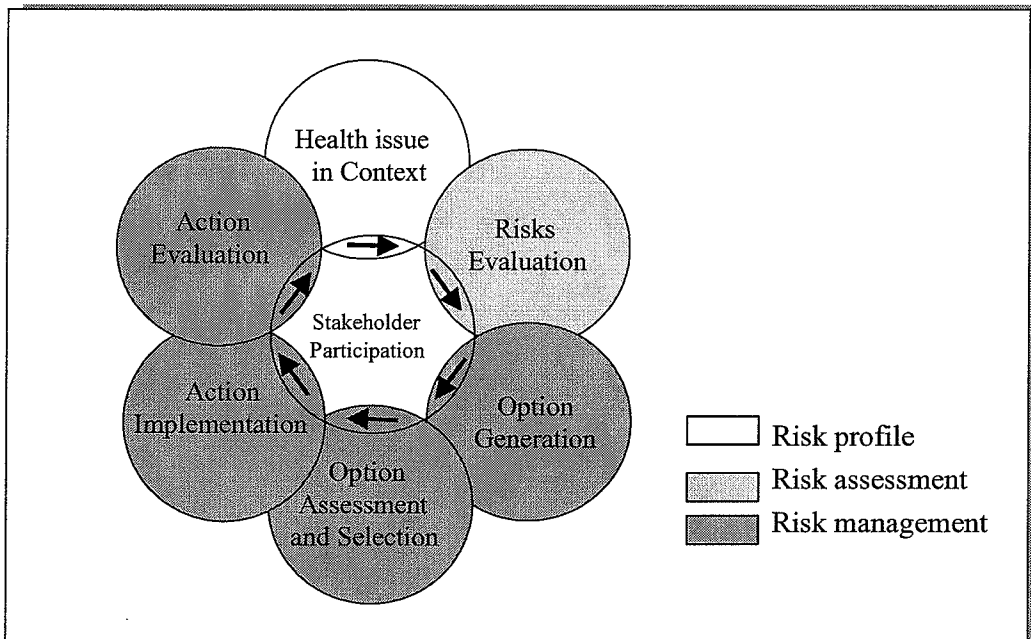 Health issue
in Context
Risks
Evaluation
Option
Generation
Option
Assessment
and Selection
Action
Implementation
Action
Evaluation
Stakeholder
Participation
Risk profile
Risk assessment
Risk management